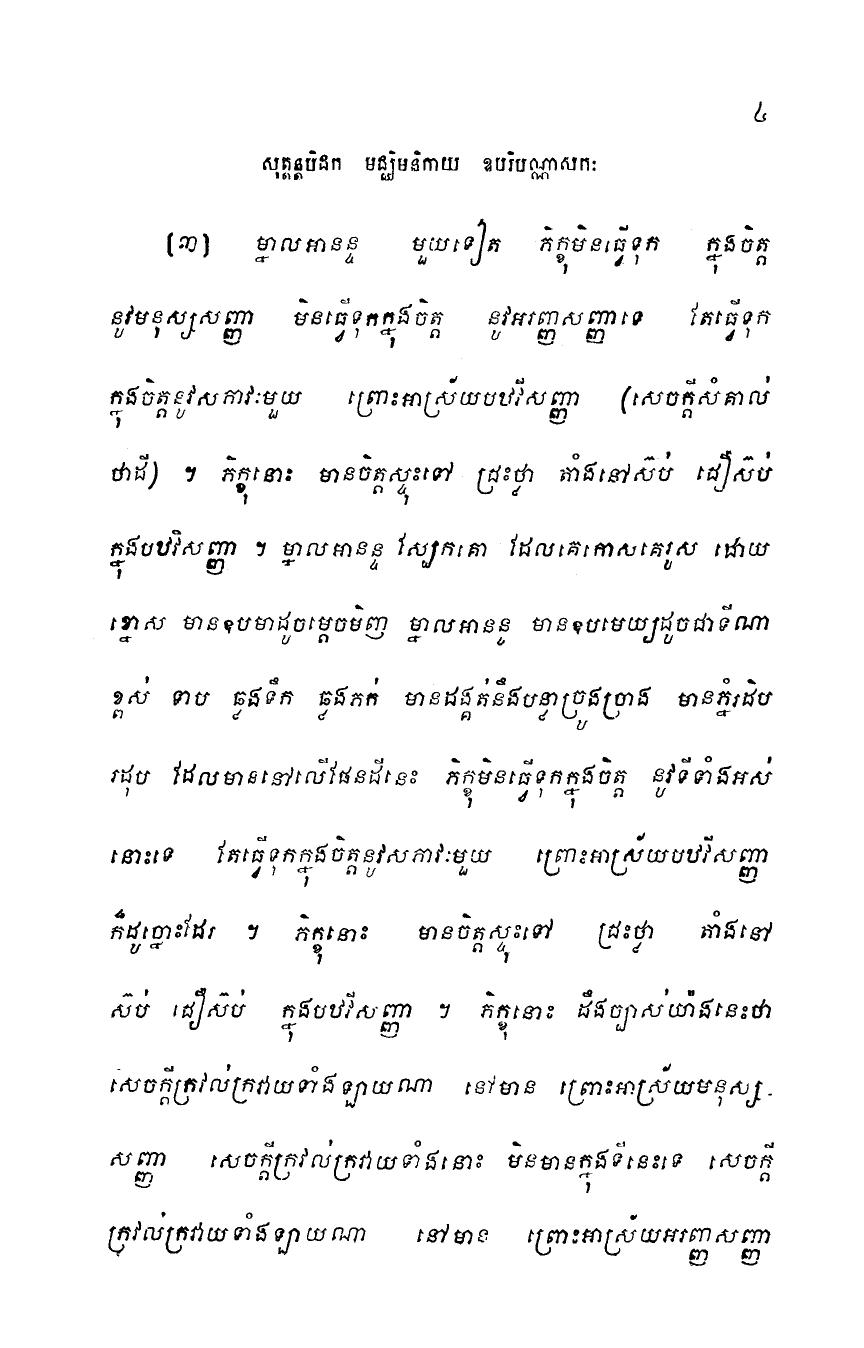 ៤
សុត្តន្តបិដក មជ្ឈិមនិកាយ ឧបរិបណ្ណាសកៈ
[៣] ម្នាលអានន្ទ មួយទៀត ភិក្ខុមិនធ្វើទុក ក្នុងចិត្ត
នូវមនុស្សសញ្ញា មិនធ្វើទុកក្នុងចិត្ត នូវអរញ្ញសញ្ញាទេ តែធ្វើទុក
ក្នុងចិត្តនូវសភាវៈមួយ ព្រោះអាស្រ័យបឋវីសញ្ញា (សេចក្តីសំគាល់
ថាដី) ។ ភិក្ខុនោះ មានចិត្តស្ទុះទៅ ជ្រះថ្លា តាំងនៅស៊ប់ ជឿស៊ប់
ក្នុងបឋវីសញ្ញា ។ ម្នាលអានន្ទ ស្បែកគោ ដែលគេកោសគេរូស ដោយ
ខ្នោស មានឧបមាដូចម្តេចមិញ ម្នាលអានន្ទ មានឧបមេយ្យដូចជាទីណា
ខ្ពស់ ទាប ធ្លងទឹក ធ្លងភក់ មានដង្គត់នឹងបន្លាច្រូងច្រាង មានភ្នំរដិប
រដុប ដែលមាននៅលើផែនដីនេះ ភិក្ខុមិនធ្វើទុកក្នុងចិត្ត នូវទីទាំងអស់
នោះទេ តែធ្វើទុកក្នុងចិត្តនូវសភាវៈមួយ ព្រោះអាស្រ័យបឋវីសញ្ញា
ក៏ដូច្នោះដែរ ។ ភិក្ខុនោះ មានចិត្តស្ទុះទៅ ជ្រះថ្លា តាំងនៅ
ស៊ប់ ជឿស៊ប់ ក្នុងបឋវីសញ្ញា ។ ភិក្ខុនោះ ដឹងច្បាស់យ៉ាងនេះថា
សេចក្តីក្រវល់ក្រវាយទាំងឡាយណា នៅមាន ព្រោះអាស្រ័យមនុស្ស-
សញ្ញា សេចក្តីក្រវល់ក្រវាយទាំងនោះ មិនមានក្នុងទីនេះទេ សេចក្តី
ក្រវល់ក្រវាយទាំងឡាយណា នៅមាន ព្រោះអាស្រ័យអរញ្ញសញ្ញា